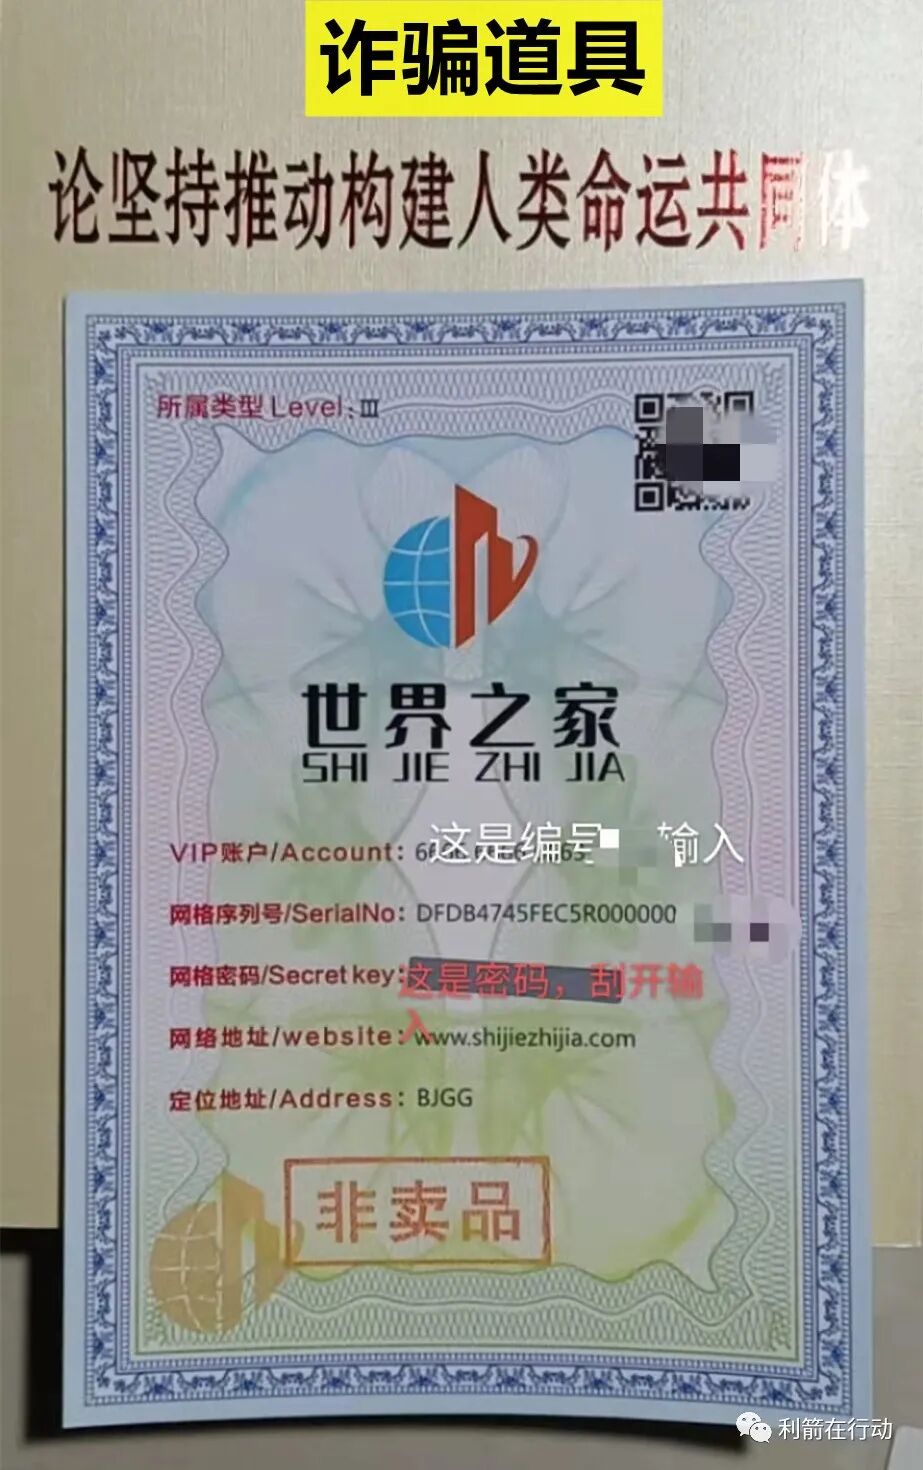 诈骗道具
论坚持推动构建人类命运共同体
所属类型 Level: Ⅲ
世界之家
SHI JIE ZHI JIA
VIP账户/Account:
这是编号 输入
网格序列号/SerialNo: DFDB4745FEC5R000000
网格密码/Secret key:
这是密码，刮开输入
网络地址/website: www.shijiezhijia.com
定位地址/Address: BJGG
非卖品
利箭在行动